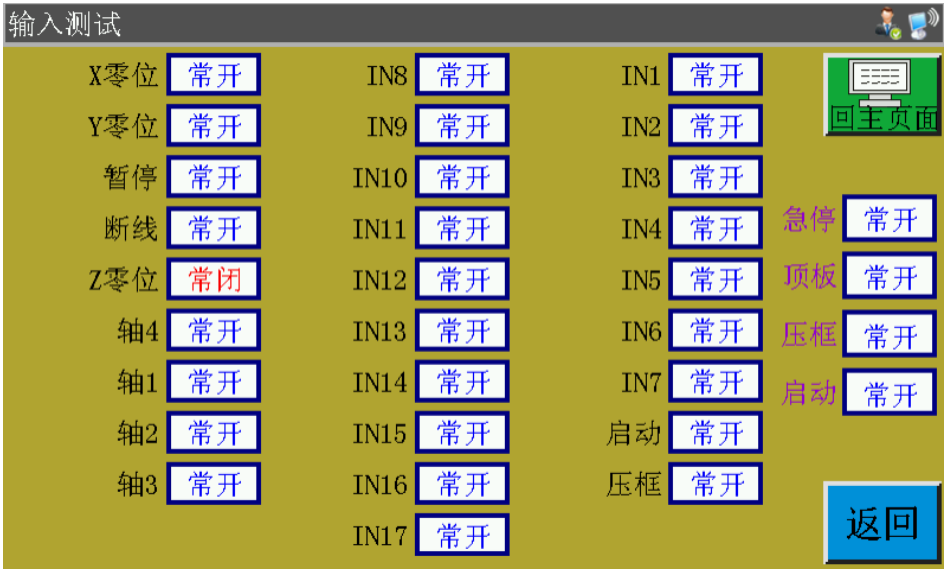 输入测试
X零位 常开 IN8 常开 IN1 常开
回主页面
Y零位 常开 IN9 常开 IN2 常开
暂停 常开 IN10 常开 IN3 常开
断线 常开 IN11 常开 IN4 常开 急停 常开
Z零位 常闭 IN12 常开 IN5 常开 顶板 常开
轴4 常开 IN13 常开 IN6 常开 压框 常开
轴1 常开 IN14 常开 IN7 常开 启动 常开
轴2 常开 IN15 常开 启动 常开
轴3 常开 IN16 常开 压框 常开
IN17 常开
返回